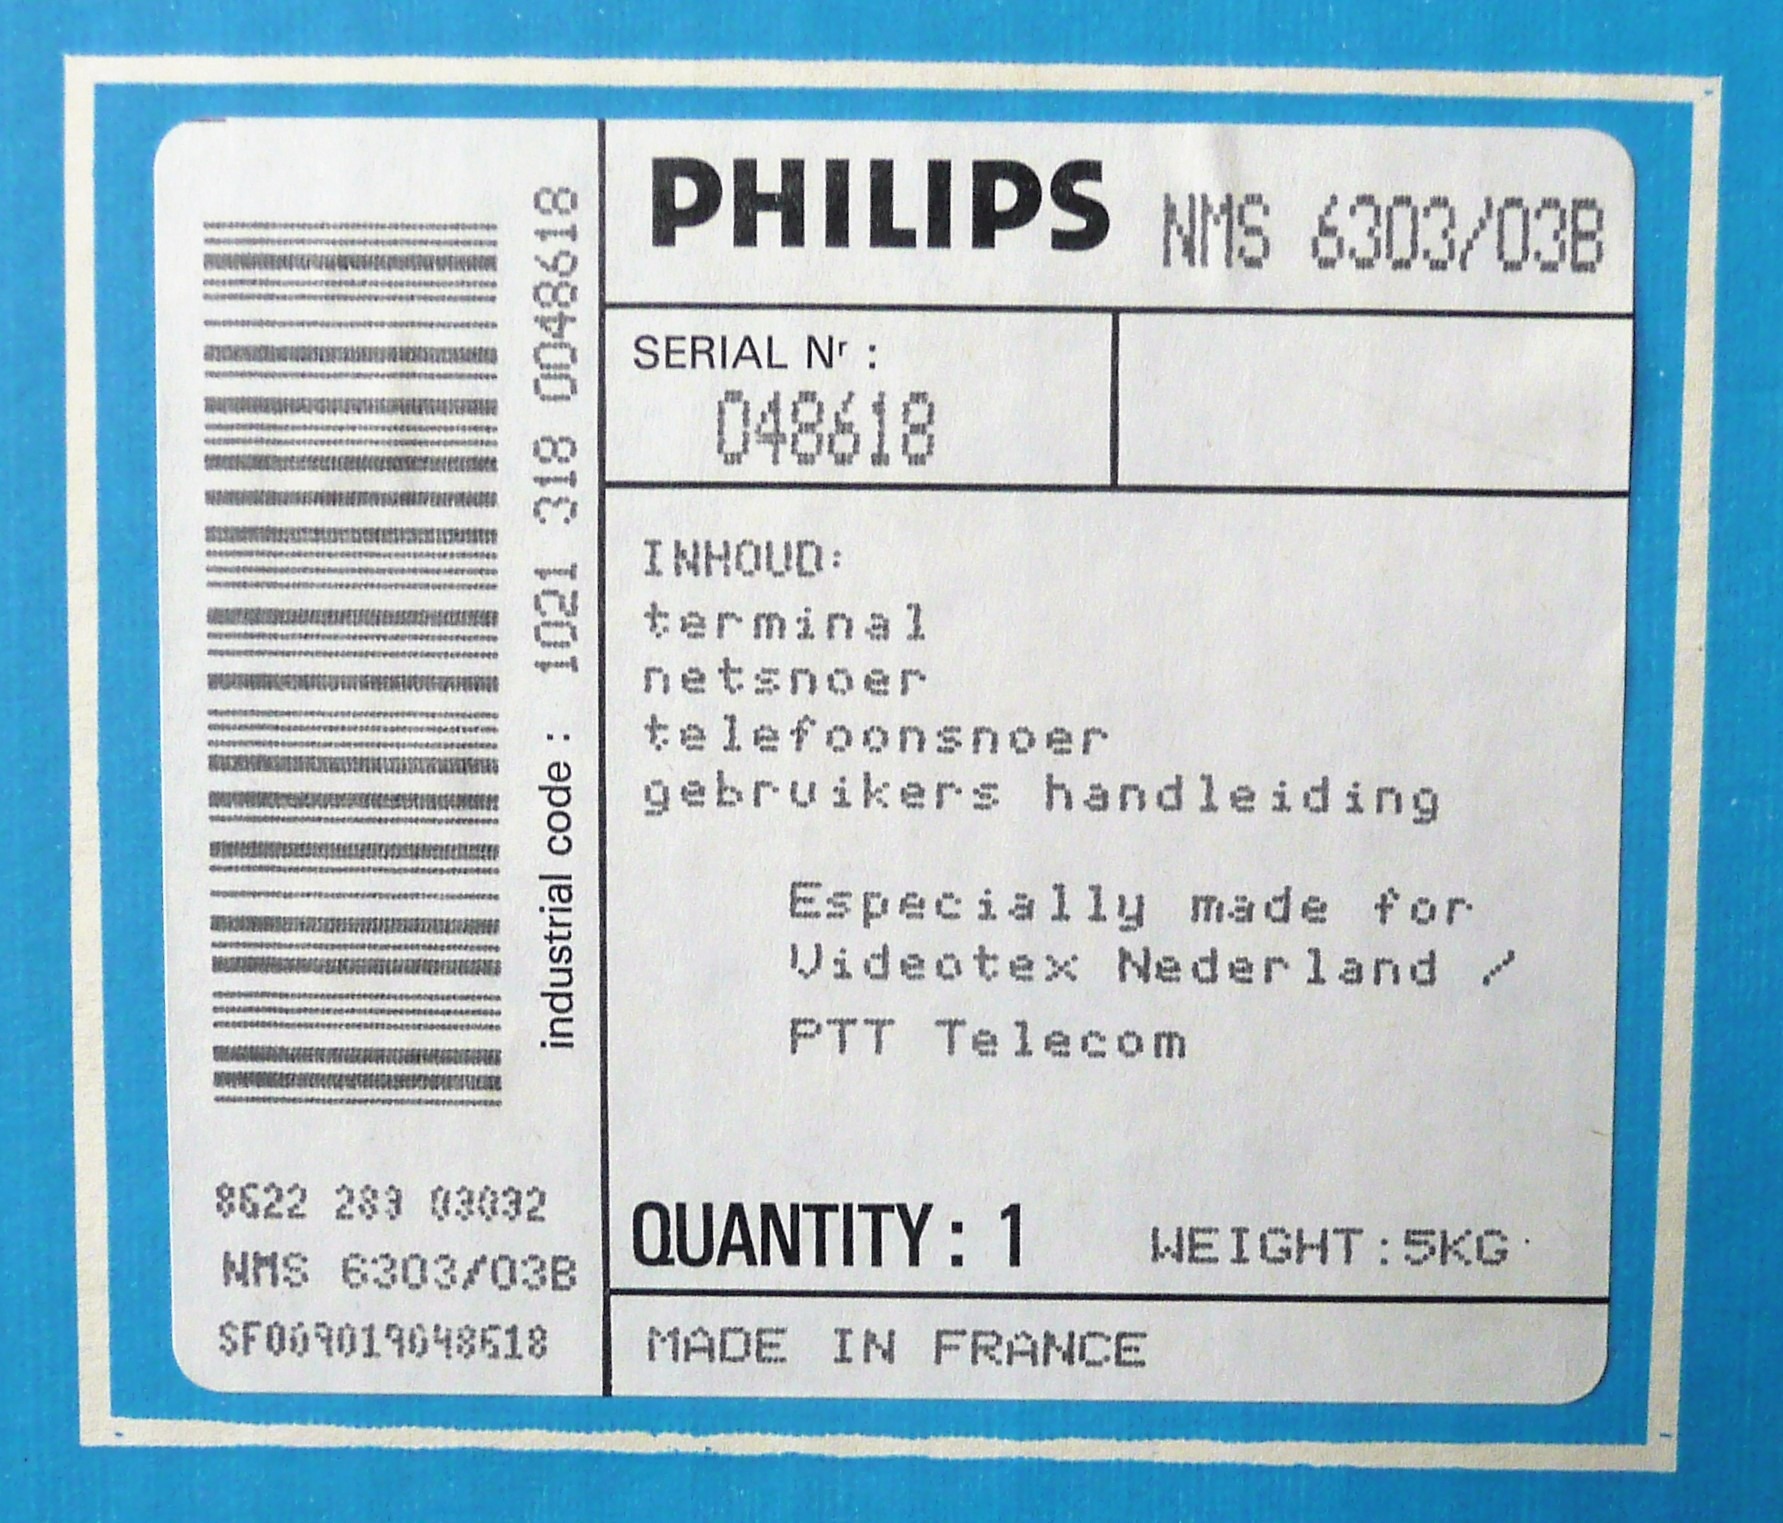 PHILIPS NMS 6303/03B
SERIAL Nr :
048618
INHOUD:
terminal
netsnoer
telefoonsnoer
gebruikers handleiding
Especially made for
Videotex Nederland /
PTT Telecom
QUANTITY : 1 WEIGHT:5KG
MADE IN FRANCE
industrial code : 1021 318 0048618
8622 289 03032
NMS 6303/03B
SF009019048618